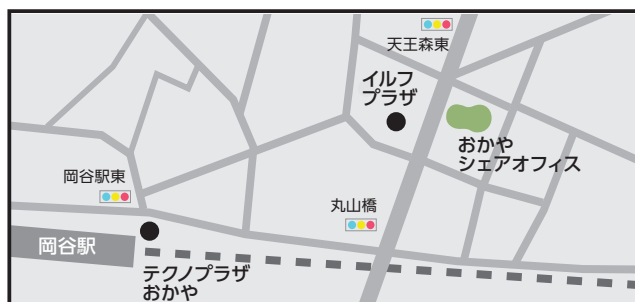 天王森東
イルフ
プラザ
おかや
シェアオフィス
岡谷駅東
丸山橋
岡谷駅
テクノプラザ
おかや